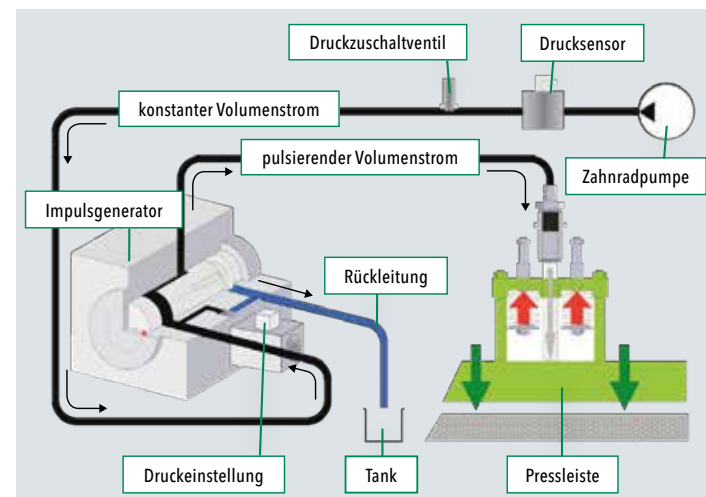 Druckzuschaltventil
Drucksensor
konstanter Volumenstrom
pulsierender Volumenstrom
Zahnradpumpe
Impulsgenerator
Rückleitung
Druckeinstellung
Tank
Pressleiste